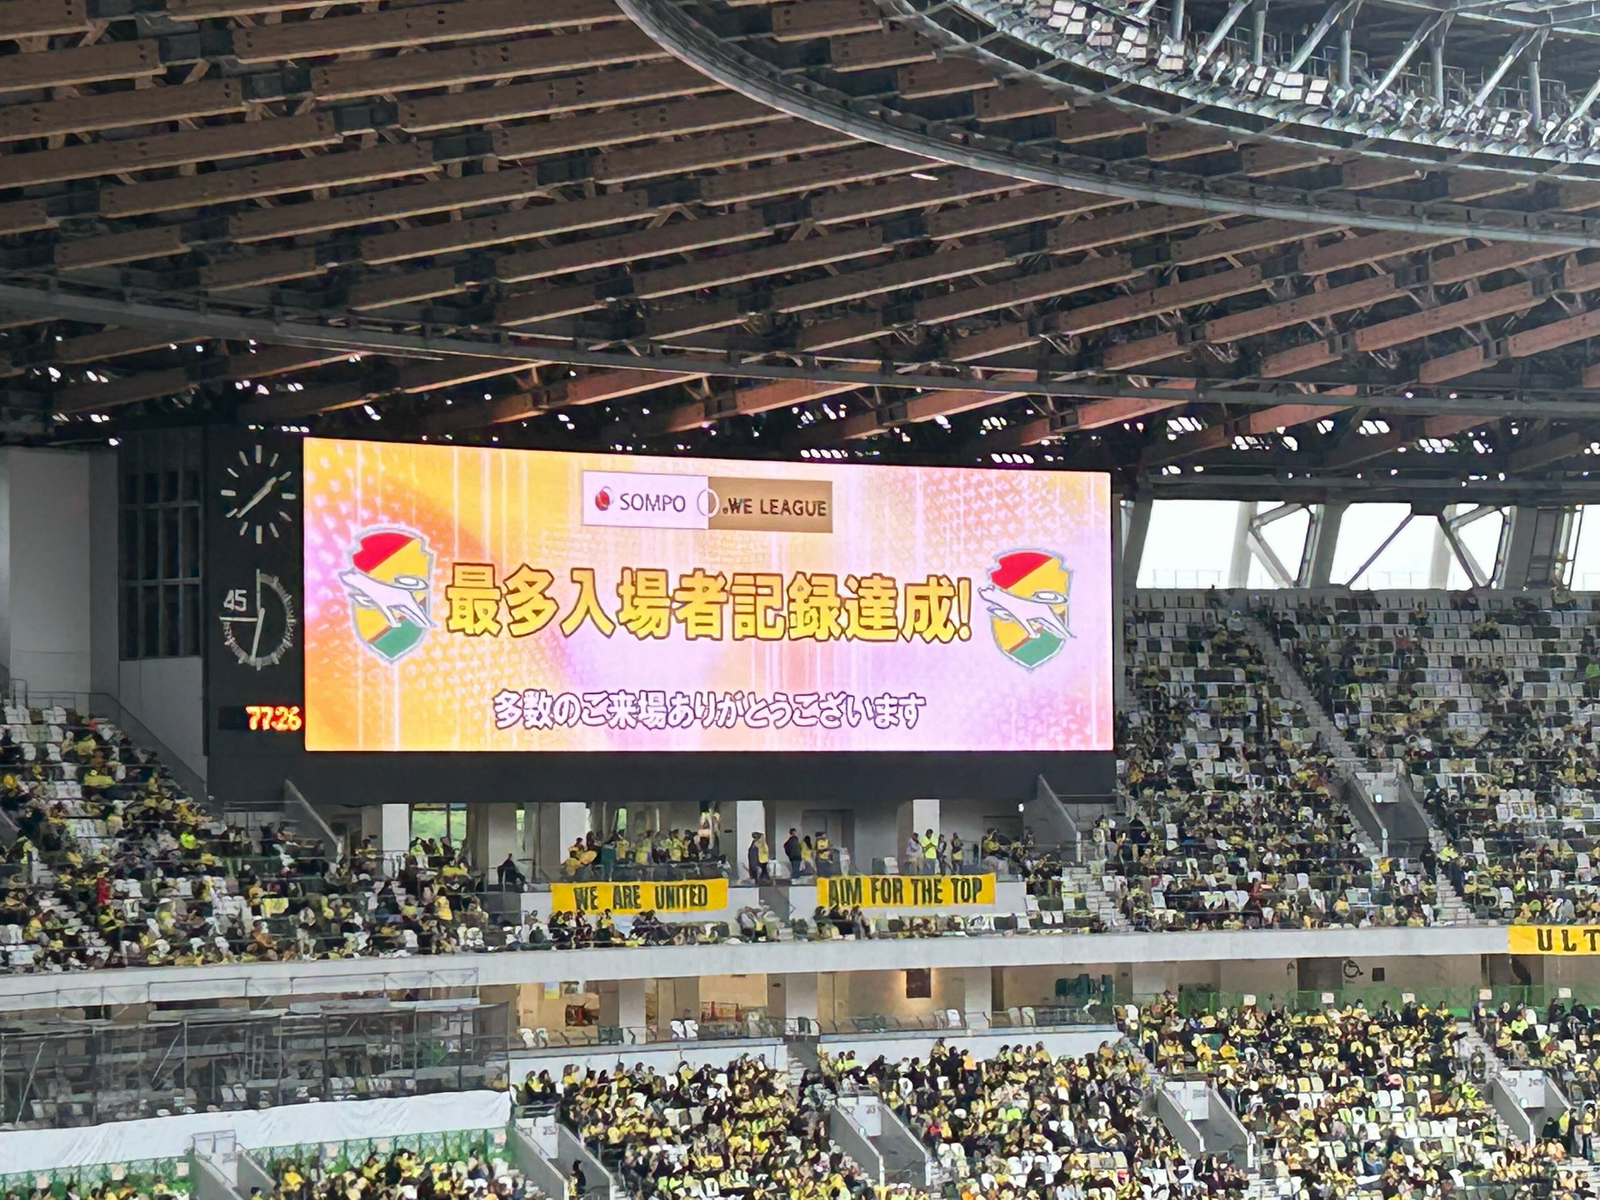 SOMPO WE LEAGUE
最多入場者記録達成!
多数のご来場ありがとうございます
45
77:26
WE ARE UNITED
AIM FOR THE TOP
ULT